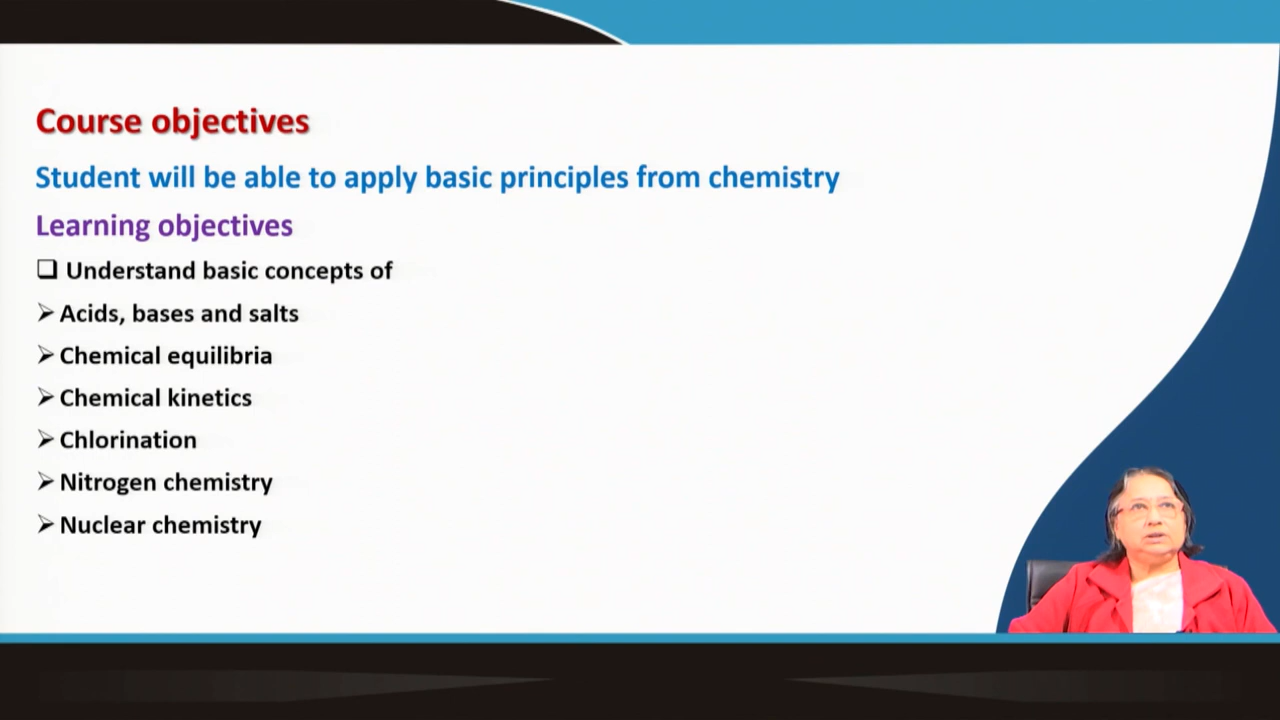 Course objectives
Student will be able to apply basic principles from chemistry
Learning objectives
❑ Understand basic concepts of
➢ Acids, bases and salts
➢ Chemical equilibria
➢ Chemical kinetics
➢ Chlorination
➢ Nitrogen chemistry
➢ Nuclear chemistry